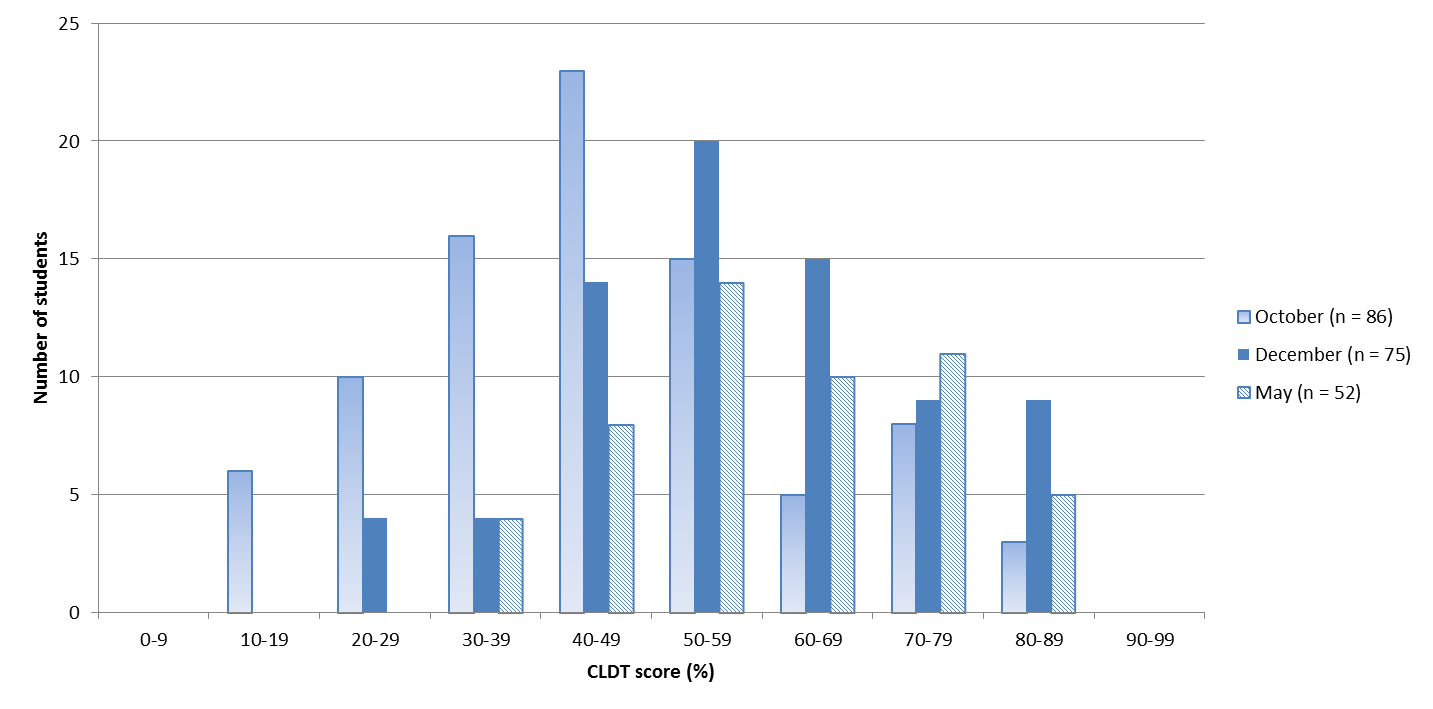 25
20
15
10
5
0
Number of students
0-9 10-19 20-29 30-39 40-49 50-59 60-69 70-79 80-89 90-99
CLDT score (%)
October (n = 86)
December (n = 75)
May (n = 52)